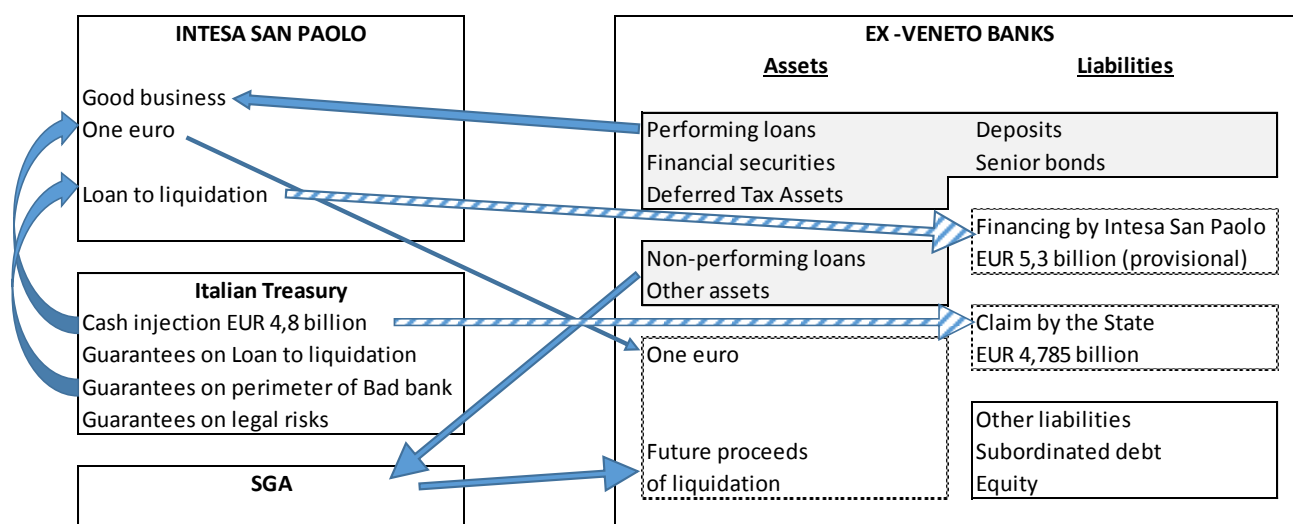 INTESA SAN PAOLO
Good business
One euro
Loan to liquidation
Italian Treasury
Cash injection EUR 4,8 billion
Guarantees on Loan to liquidation
Guarantees on perimeter of Bad bank
Guarantees on legal risks
SGA
EX -VENETO BANKS
Assets
Performing loans
Financial securities
Deferred Tax Assets
Non-performing loans
Other assets
One euro
Future proceeds
of liquidation
Liabilities
Deposits
Senior bonds
Financing by Intesa San Paolo
EUR 5,3 billion (provisional)
Claim by the State
EUR 4,785 billion
Other liabilities
Subordinated debt
Equity